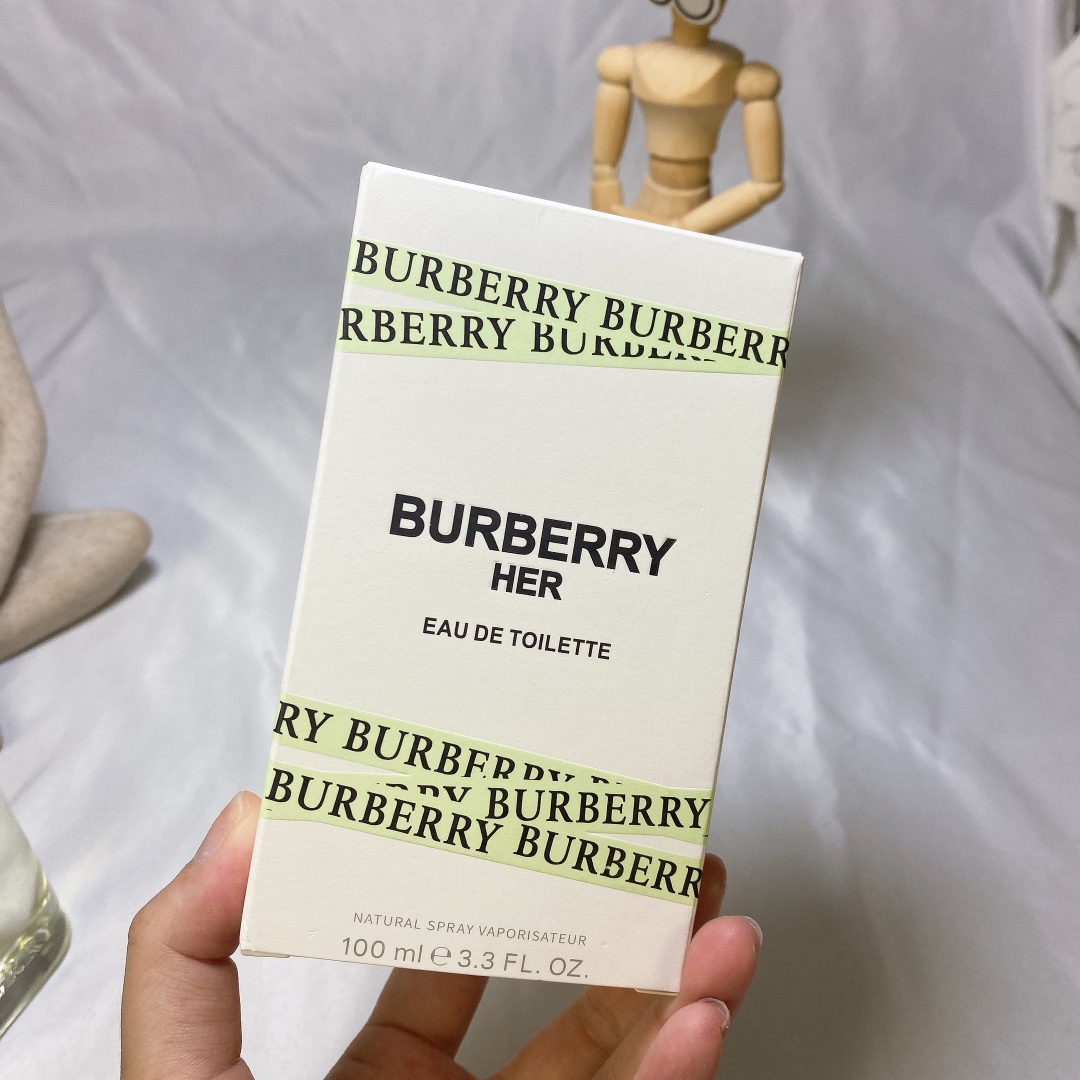 BURBERRY BURBERR
RBERRY BURBER
BURBERRY
HER
EAU DE TOILETTE
RY BURBERRY
BURBERRY
BURBERRY BURBERR
NATURAL SPRAY VAPORISATEUR
100 ml ℮ 3.3 FL. OZ.